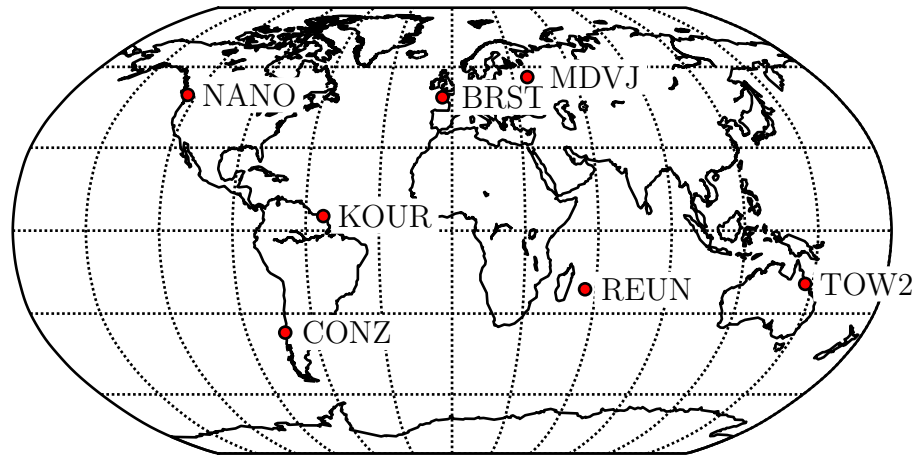 MDVJ
NANO
BRST
KOUR
REUN
TOW2
CONZ